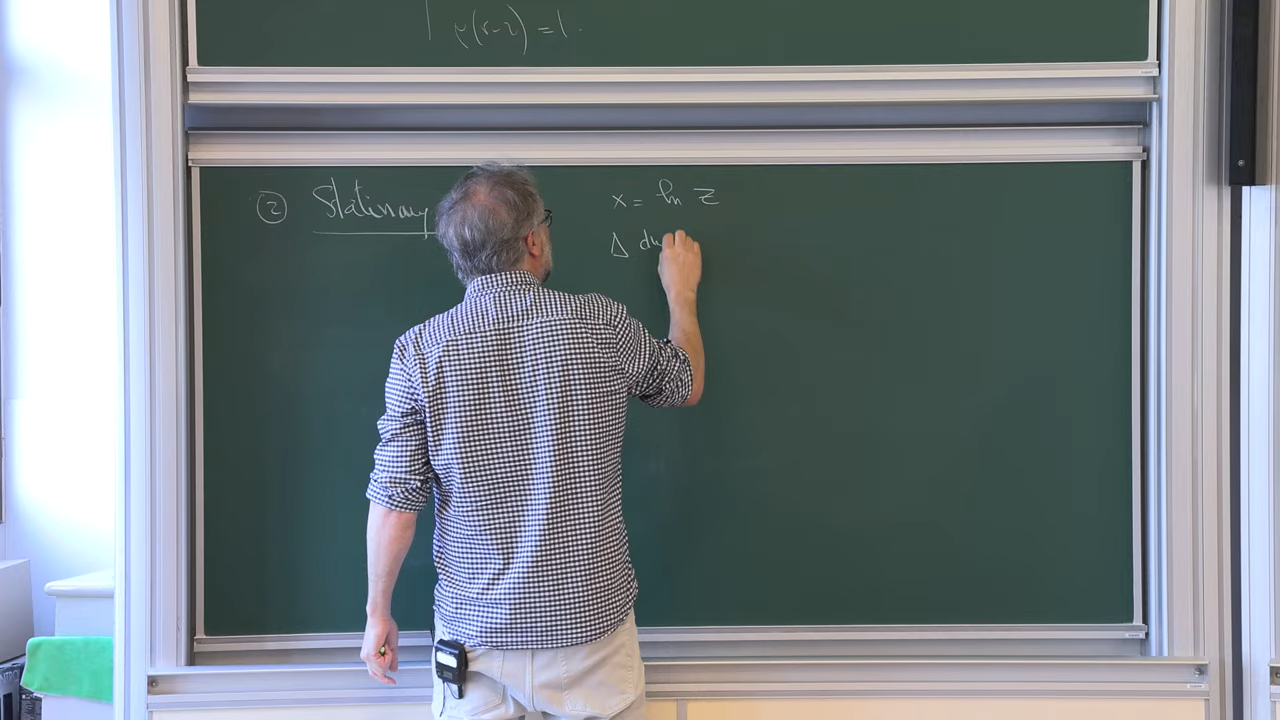 (r-z) = 1.
② Stationary
x = ln z
Δ du